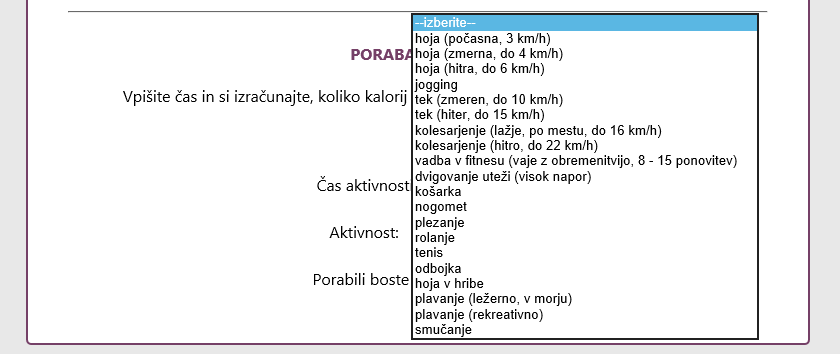 --izberite--
hoja (počasna, 3 km/h)
PORABA
hoja (zmerna, do 4 km/h)
hoja (hitra, do 6 km/h)
jogging
Vpišite čas in si izračunajte, koliko kalorij
tek (zmeren, do 10 km/h)
tek (hiter, do 15 km/h)
kolesarjenje (lažje, po mestu, do 16 km/h)
kolesarjenje (hitro, do 22 km/h)
vadba v fitnesu (vaje z obremenitvijo, 8 - 15 ponovitev)
dvigovanje uteži (visok napor)
Čas aktivnost
košarka
nogomet
plezanje
Aktivnost:
rolanje
tenis
odbojka
Porabili boste
hoja v hribe
plavanje (ležerno, v morju)
plavanje (rekreativno)
smučanje